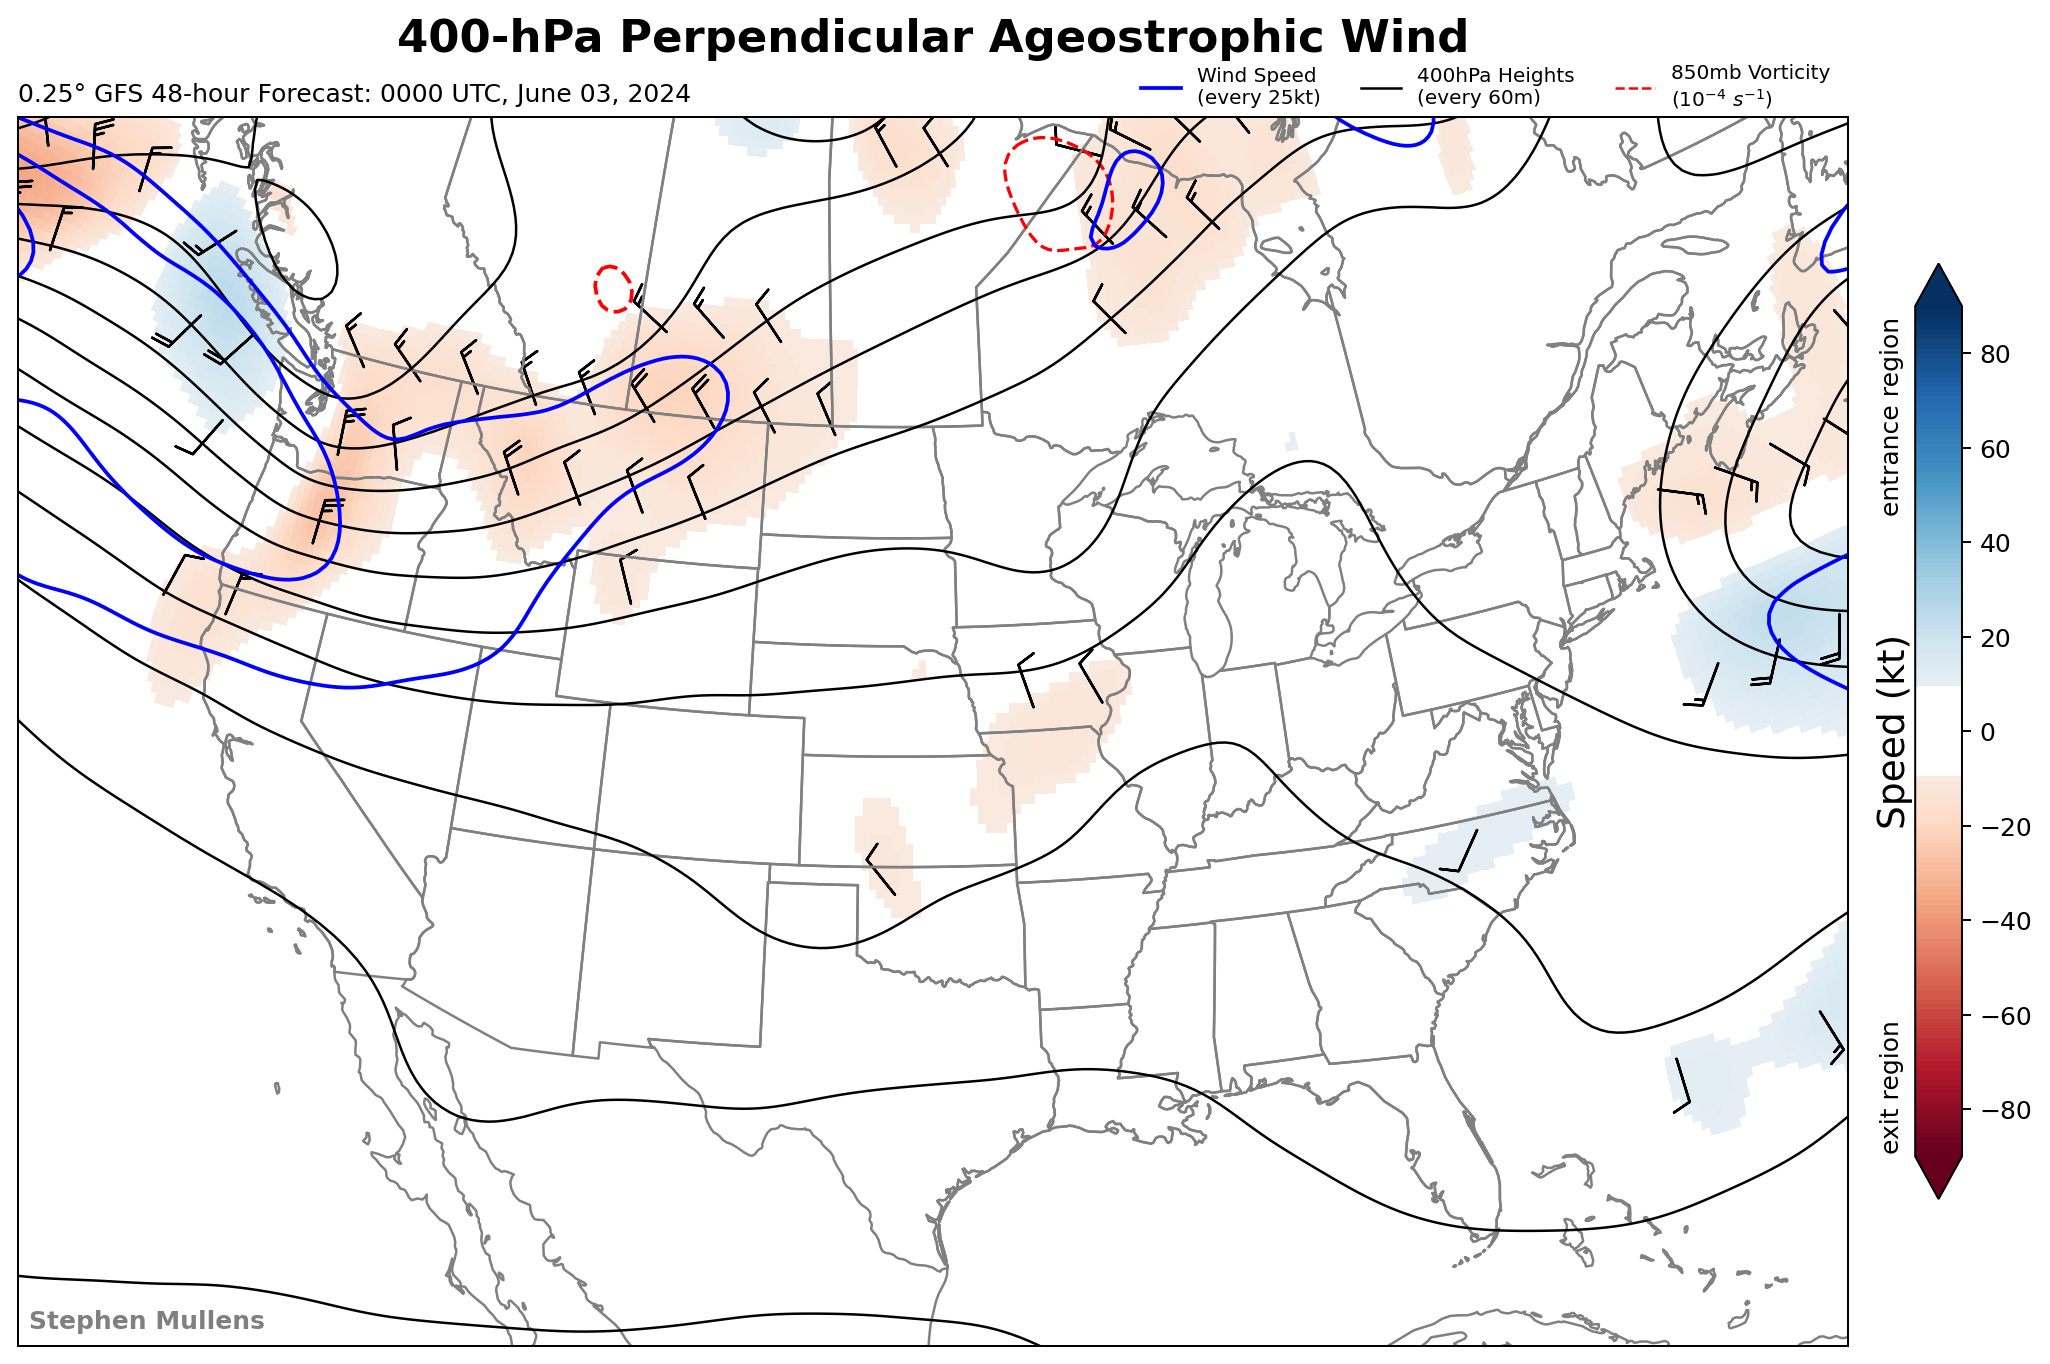 400-hPa Perpendicular Ageostrophic Wind
0.25° GFS 48-hour Forecast: 0000 UTC, June 03, 2024
Wind Speed
(every 25kt)
400hPa Heights
(every 60m)
850mb Vorticity
(10⁻⁴ s⁻¹)
entrance region
Speed (kt)
exit region
80
60
40
20
0
−20
−40
−60
−80
Stephen Mullens